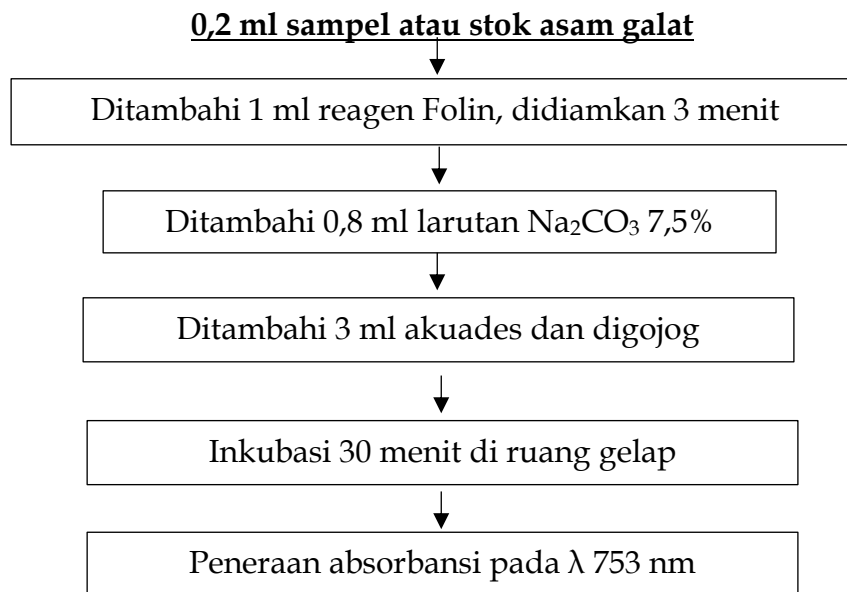 0,2 ml sampel atau stok asam galat
Ditambahi 1 ml reagen Folin, didiamkan 3 menit
Ditambahi 0,8 ml larutan Na₂CO₃ 7,5%
Ditambahi 3 ml akuades dan digojog
Inkubasi 30 menit di ruang gelap
Peneraan absorbansi pada λ 753 nm